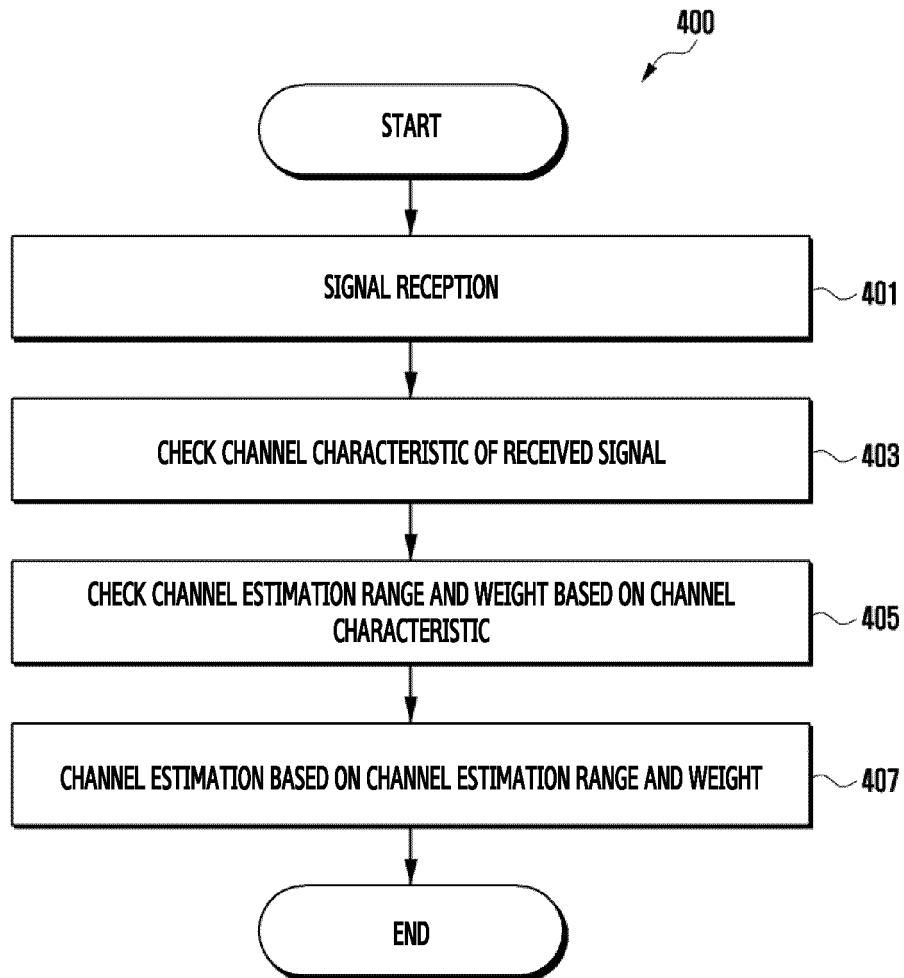 400
START
SIGNAL RECEPTION
401
CHECK CHANNEL CHARACTERISTIC OF RECEIVED SIGNAL
403
CHECK CHANNEL ESTIMATION RANGE AND WEIGHT BASED ON CHANNEL
CHARACTERISTIC
405
CHANNEL ESTIMATION BASED ON CHANNEL ESTIMATION RANGE AND WEIGHT
407
END